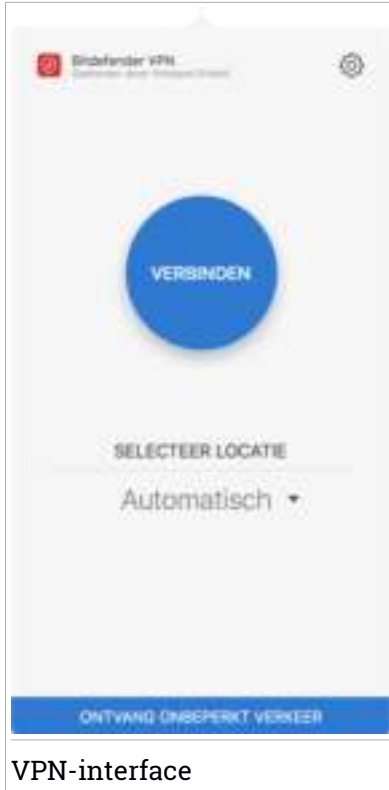 Bitdefender VPN
VERBINDEN
SELECTEER LOCATIE
Automatisch
ONTVANG ONBEPERKT VERKEER
VPN-interface